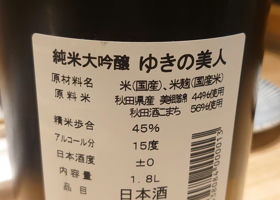 純米大吟醸 ゆきの美人
原材料名 米(国産)、米麹(国産米)
原料米 秋田県産 美郷錦 44%使用
秋田酒こまち 56%使用
精米歩合 45%
アルコール分 15度
日本酒度 ±0
内容量 1.8L
品目 日本酒